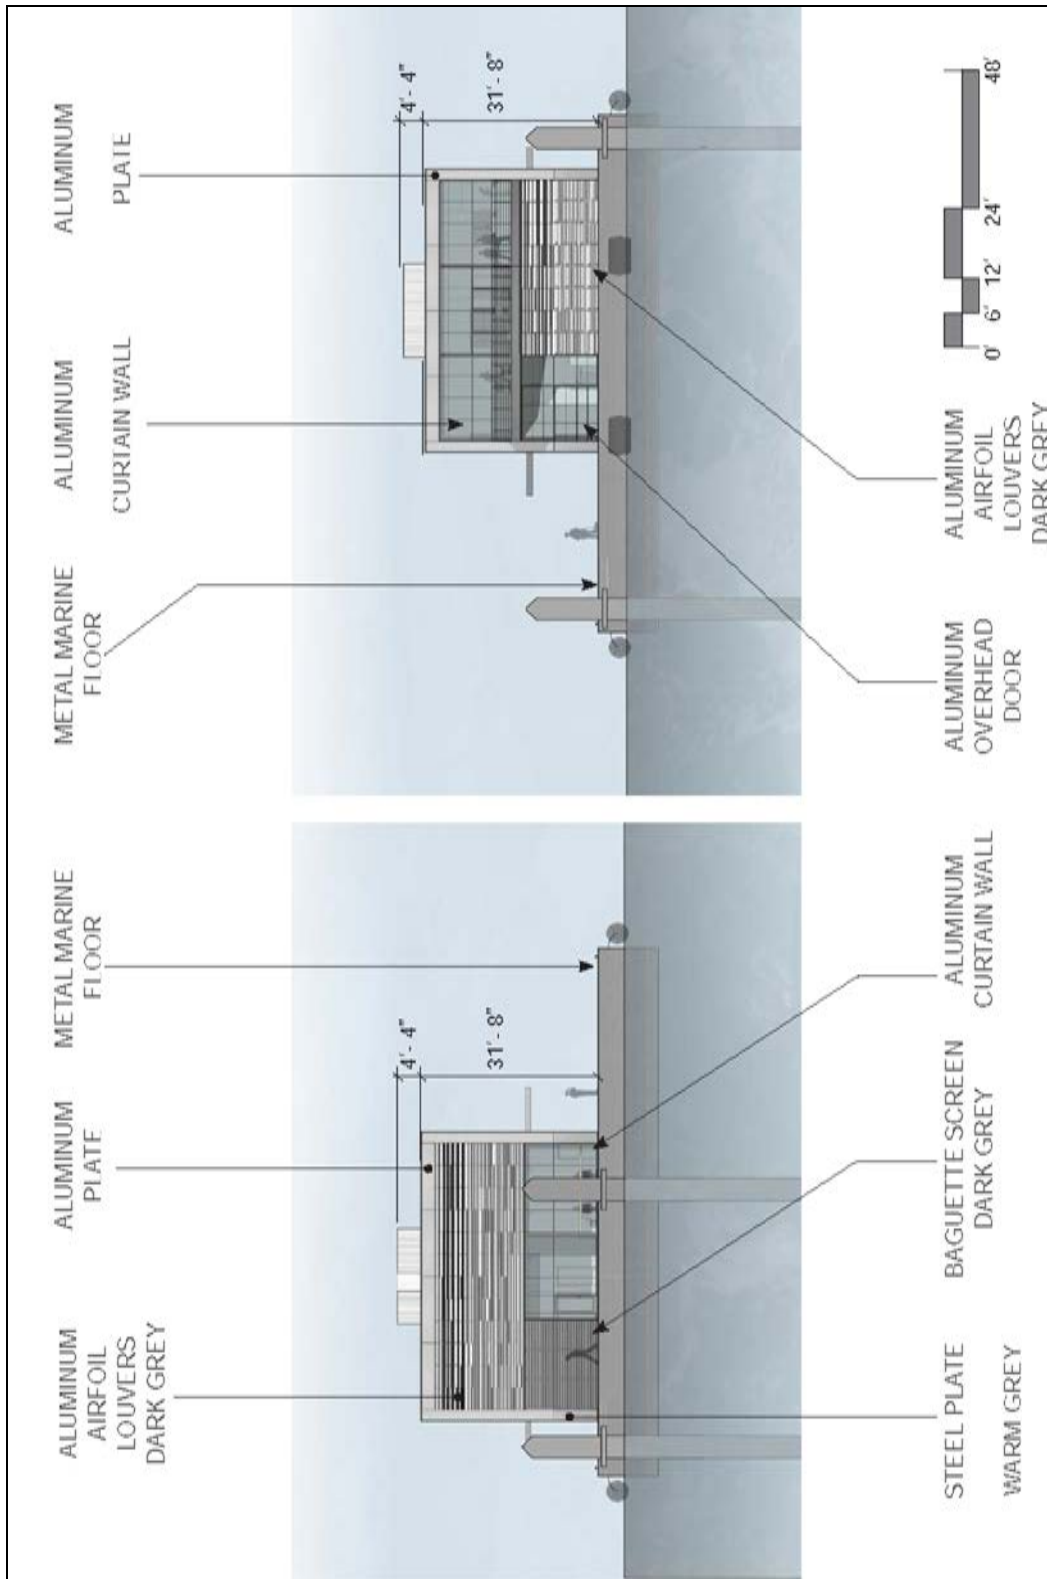 ALUMINUM
AIRFOIL
LOUVERS
DARK GREY
ALUMINUM
PLATE
METAL MARINE
FLOOR
4' - 4"
31' - 8"
STEEL PLATE
WARM GREY
BAGUETTE SCREEN
DARK GREY
ALUMINUM
CURTAIN WALL
METAL MARINE
FLOOR
ALUMINUM
CURTAIN WALL
ALUMINUM
PLATE
4' - 4"
31' - 8"
ALUMINUM
OVERHEAD
DOOR
ALUMINUM
AIRFOIL
LOUVERS
DARK GREY
0' 6' 12' 24' 48'